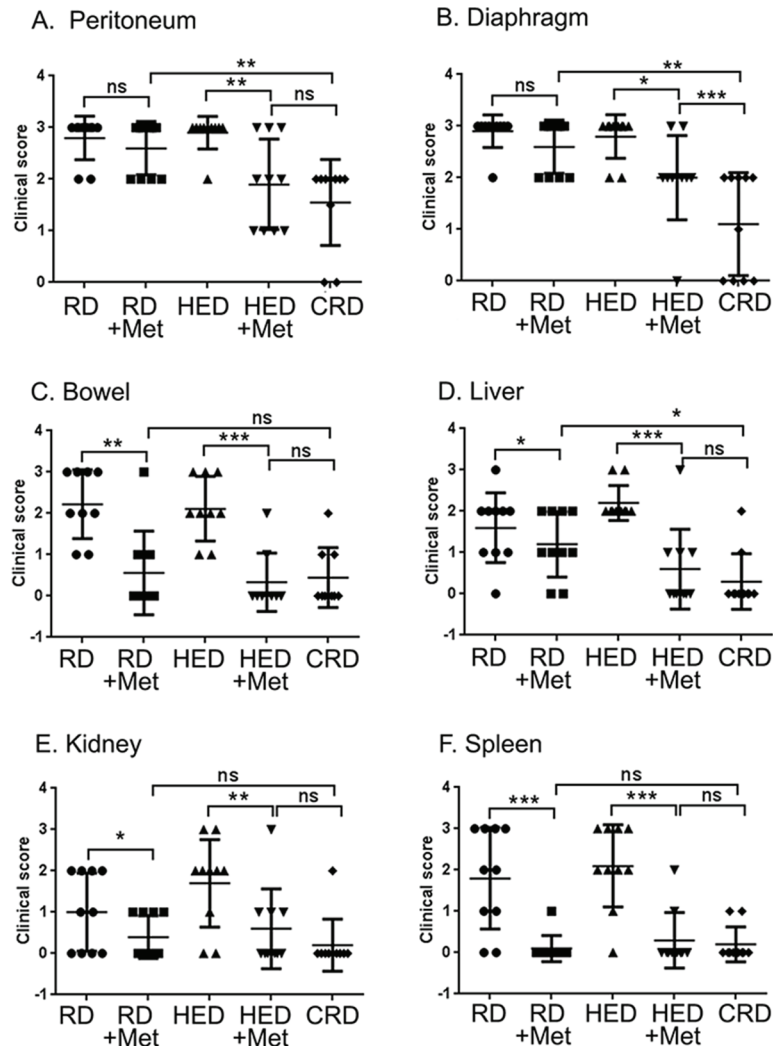 A. Peritoneum
Clinical score
4
3
2
1
0
ns
**
**
ns
RD
RD
+Met
HED
HED
+Met
CRD
B. Diaphragm
Clinical score
4
3
2
1
0
ns
**
*
***
RD
RD
+Met
HED
HED
+Met
CRD
C. Bowel
Clinical score
4
3
2
1
0
-1
**
ns
***
ns
RD
RD
+Met
HED
HED
+Met
CRD
D. Liver
Clinical score
4
3
2
1
0
-1
*
*
***
ns
RD
RD
+Met
HED
HED
+Met
CRD
E. Kidney
Clinical score
4
3
2
1
0
-1
*
ns
**
ns
RD
RD
+Met
HED
HED
+Met
CRD
F. Spleen
Clinical score
4
3
2
1
0
-1
***
ns
***
ns
RD
RD
+Met
HED
HED
+Met
CRD